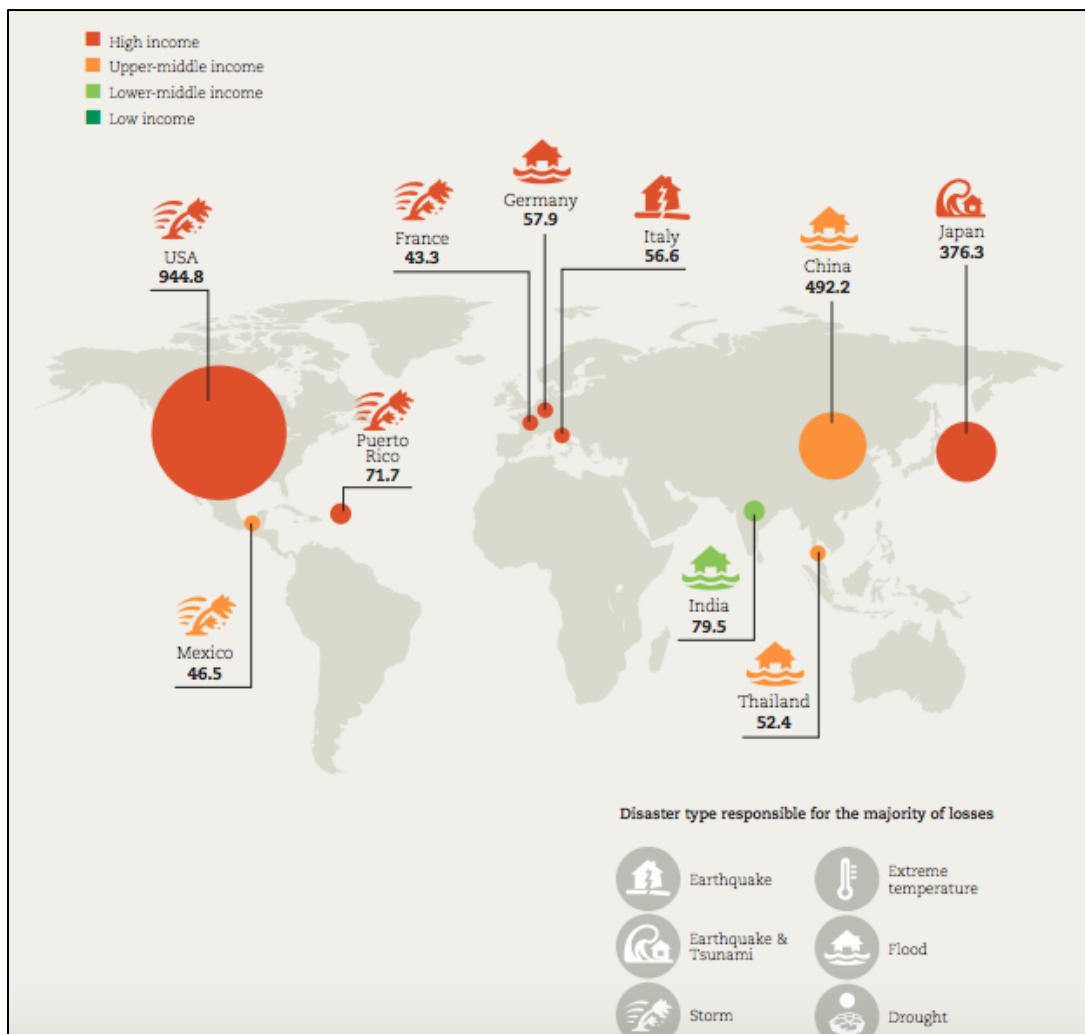 High income
Upper-middle income
Lower-middle income
Low income
USA
944.8
France
43.3
Germany
57.9
Italy
56.6
China
492.2
Japan
376.3
Puerto
Rico
71.7
Mexico
46.5
India
79.5
Thailand
52.4
Disaster type responsible for the majority of losses
Earthquake
Extreme
temperature
Earthquake &
Tsunami
Flood
Storm
Drought